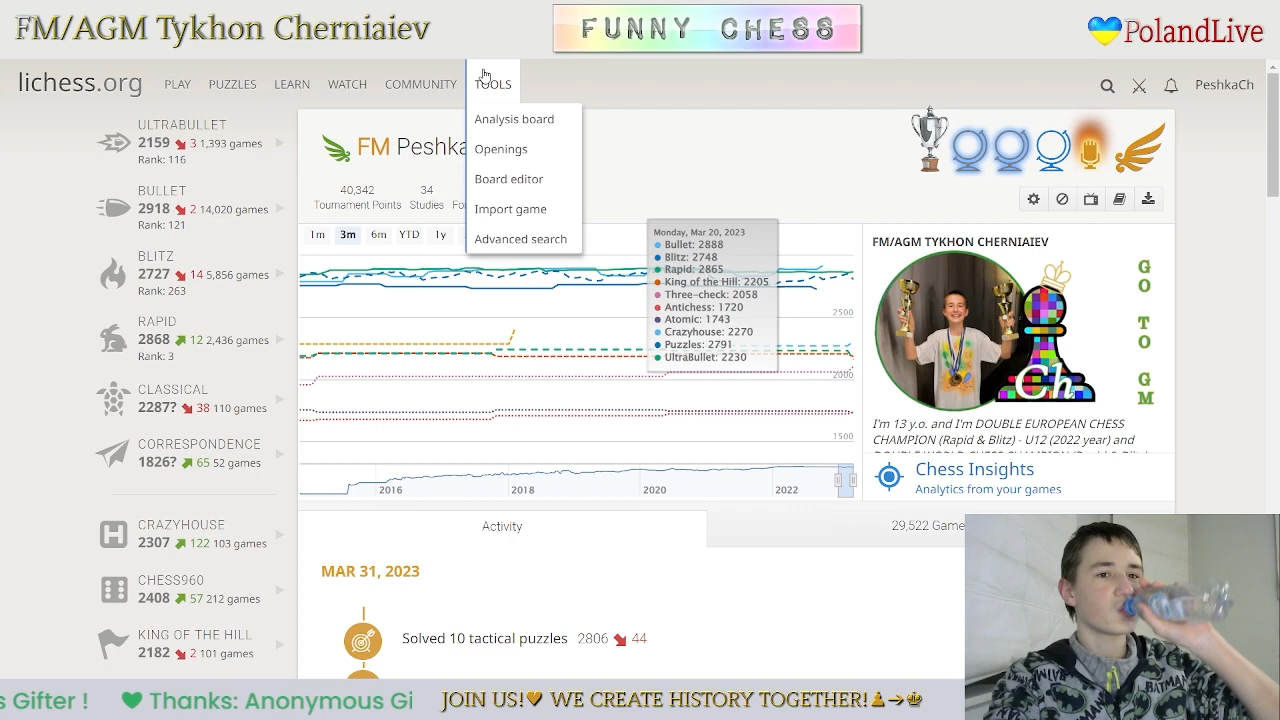 FM/AGM Tykhon Cherniaiev
FUNNY CHESS
PolandLive
lichess.org
PLAY PUZZLES LEARN WATCH COMMUNITY TOOLS
PeshkaCh
Analysis board
Openings
Board editor
Import game
Advanced search
ULTRABULLET
2159 3 1,393 games
Rank: 116
BULLET
2918 2 14,020 games
Rank: 121
BLITZ
2727 14 5,856 games
Rank: 263
RAPID
2868 12 2,436 games
Rank: 3
CLASSICAL
2287? 38 110 games
CORRESPONDENCE
1826? 65 52 games
CRAZYHOUSE
2307 122 103 games
CHESS960
2408 57 212 games
KING OF THE HILL
2182 2 101 games
FM Peshka
40,342
Tournament Points
34
Studies
Fo
1m 3m 6m YTD 1y
Monday, Mar 20, 2023
Bullet: 2888
Blitz: 2748
Rapid: 2865
King of the Hill: 2205
Three-check: 2058
Antichess: 1720
Atomic: 1743
Crazyhouse: 2270
Puzzles: 2791
UltraBullet: 2230
2500
2000
1500
2016 2018 2020 2022
FM/AGM TYKHON CHERNIAIEV
Ch
GO
TO
GM
I'm 13 y.o. and I'm DOUBLE EUROPEAN CHESS
CHAMPION (Rapid & Blitz) - U12 (2022 year) and
Chess Insights
Analytics from your games
Activity
29,522 Game
MAR 31, 2023
Solved 10 tactical puzzles 2806 44
BATMAN
s Gifter ! ♥ Thanks: Anonymous Gi
JOIN US!♥ WE CREATE HISTORY TOGETHER!♟→♚